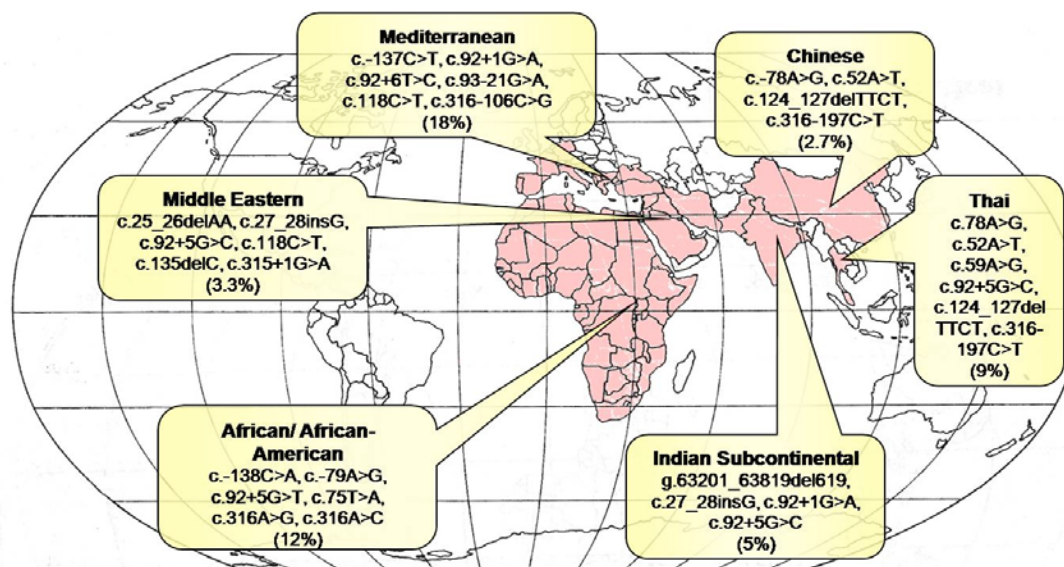 Mediterranean
c.-137C>T, c.92+1G>A,
c.92+6T>C, c.93-21G>A,
c.118C>T, c.316-106C>G
(18%)
Chinese
c.-78A>G, c.52A>T,
c.124_127delTTCT,
c.316-197C>T
(2.7%)
Middle Eastern
c.25_26delAA, c.27_28insG,
c.92+5G>C, c.118C>T,
c.135delC, c.315+1G>A
(3.3%)
Thai
c.78A>G,
c.52A>T,
c.59A>G,
c.92+5G>C,
c.124_127del
TTCT, c.316-
197C>T
(9%)
African/ African-
American
c.-138C>A, c.-79A>G,
c.92+5G>T, c.75T>A,
c.316A>G, c.316A>C
(12%)
Indian Subcontinental
g.63201_63819del619,
c.27_28insG, c.92+1G>A,
c.92+5G>C
(5%)